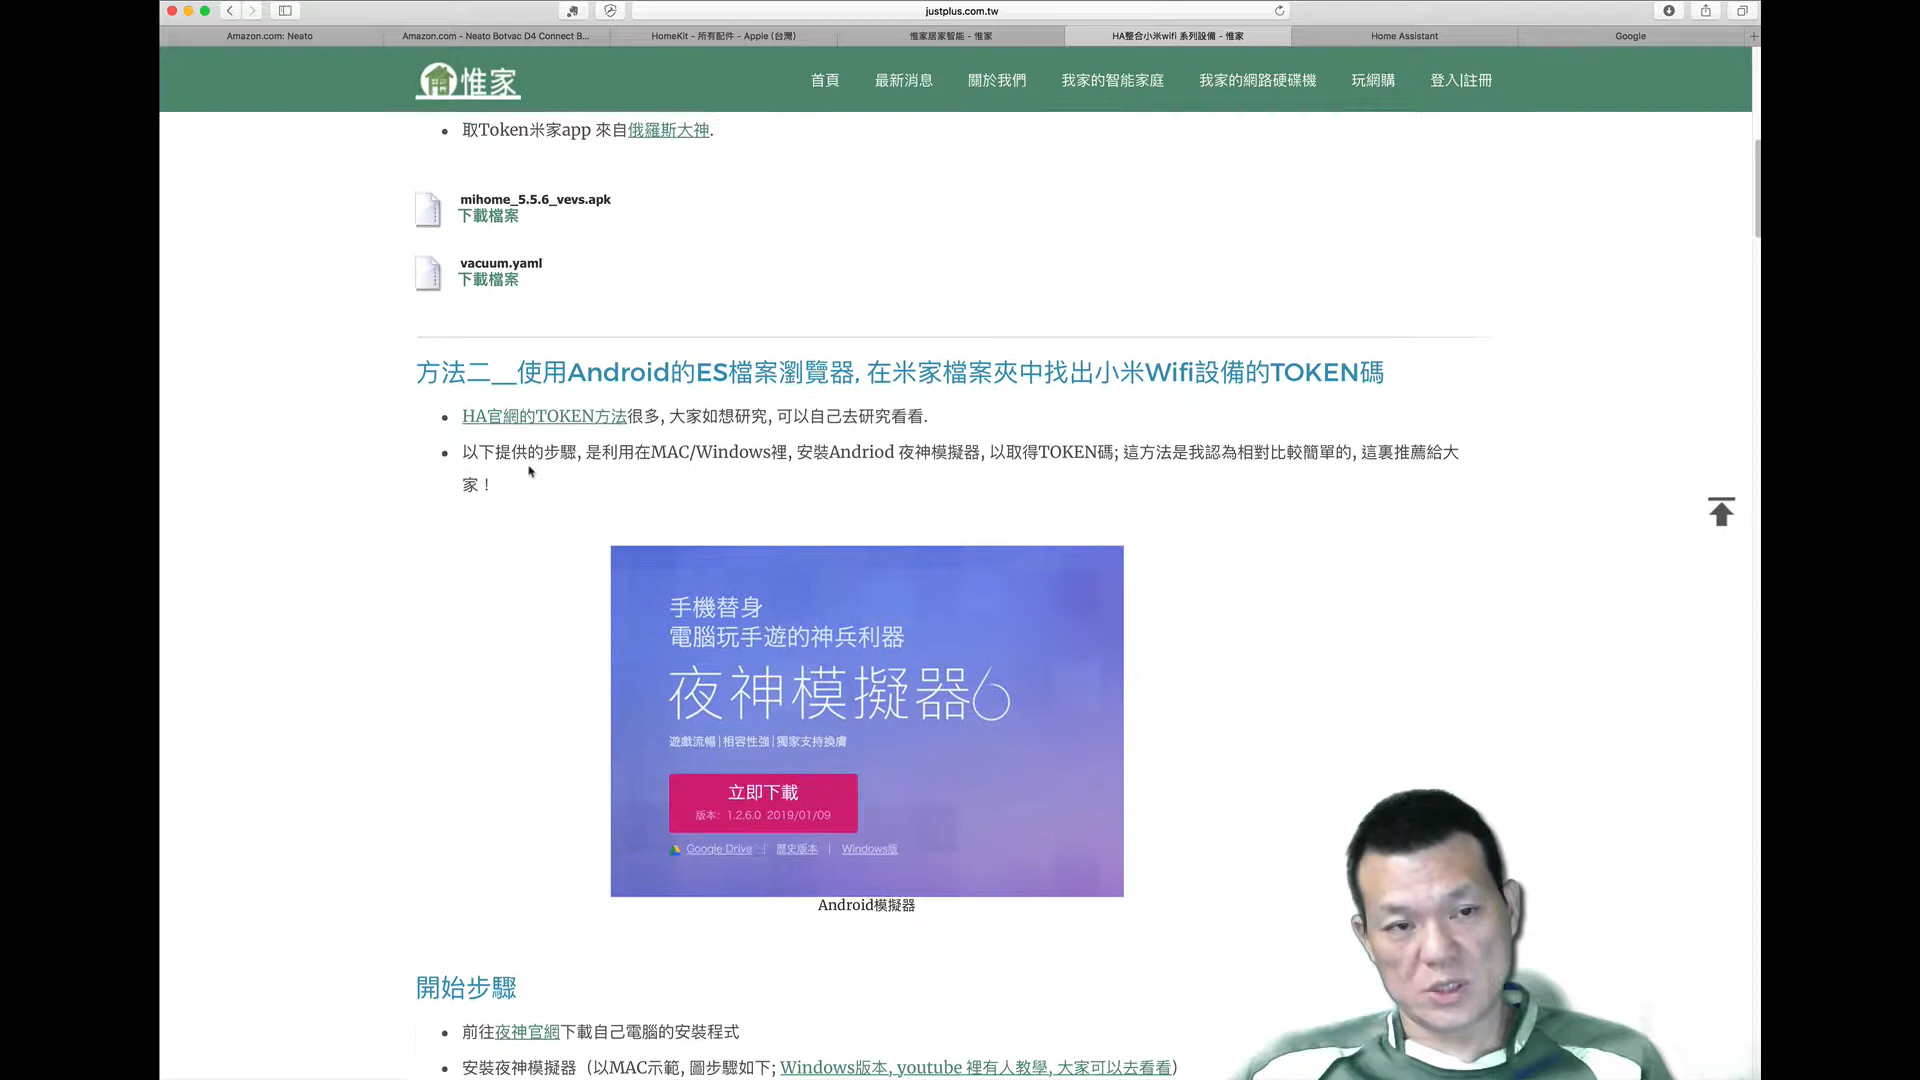 justplus.com.tw
Amazon.com: Neato
Amazon.com - Neato Botvac D4 Connect B...
HomeKit - 所有配件 - Apple (台灣)
惟家居家智能 - 惟家
HA整合小米wifi 系列設備 - 惟家
Home Assistant
Google
惟家
首頁
最新消息
關於我們
我家的智能家庭
我家的網路硬碟機
玩網購
登入|註冊
取Token米家app 來自俄羅斯大神.
mihome_5.5.6_vevs.apk
下載檔案
vacuum.yaml
下載檔案
方法二__使用Android的ES檔案瀏覽器, 在米家檔案夾中找出小米Wifi設備的TOKEN碼
HA官網的TOKEN方法很多, 大家如想研究, 可以自己去研究看看.
以下提供的步驟, 是利用在MAC/Windows裡, 安裝Andriod 夜神模擬器, 以取得TOKEN碼; 這方法是我認為相對比較簡單的, 這裏推薦給大
家！
手機替身
電腦玩手遊的神兵利器
夜神模擬器6
遊戲流暢|相容性強|獨家支持換膚
立即下載
版本: 1.2.6.0 2019/01/09
Google Drive | 歷史版本 | Windows版
Android模擬器
開始步驟
前往夜神官網下載自己電腦的安裝程式
安裝夜神模擬器（以MAC示範, 圖步驟如下; Windows版本, youtube 裡有人教學, 大家可以去看看)